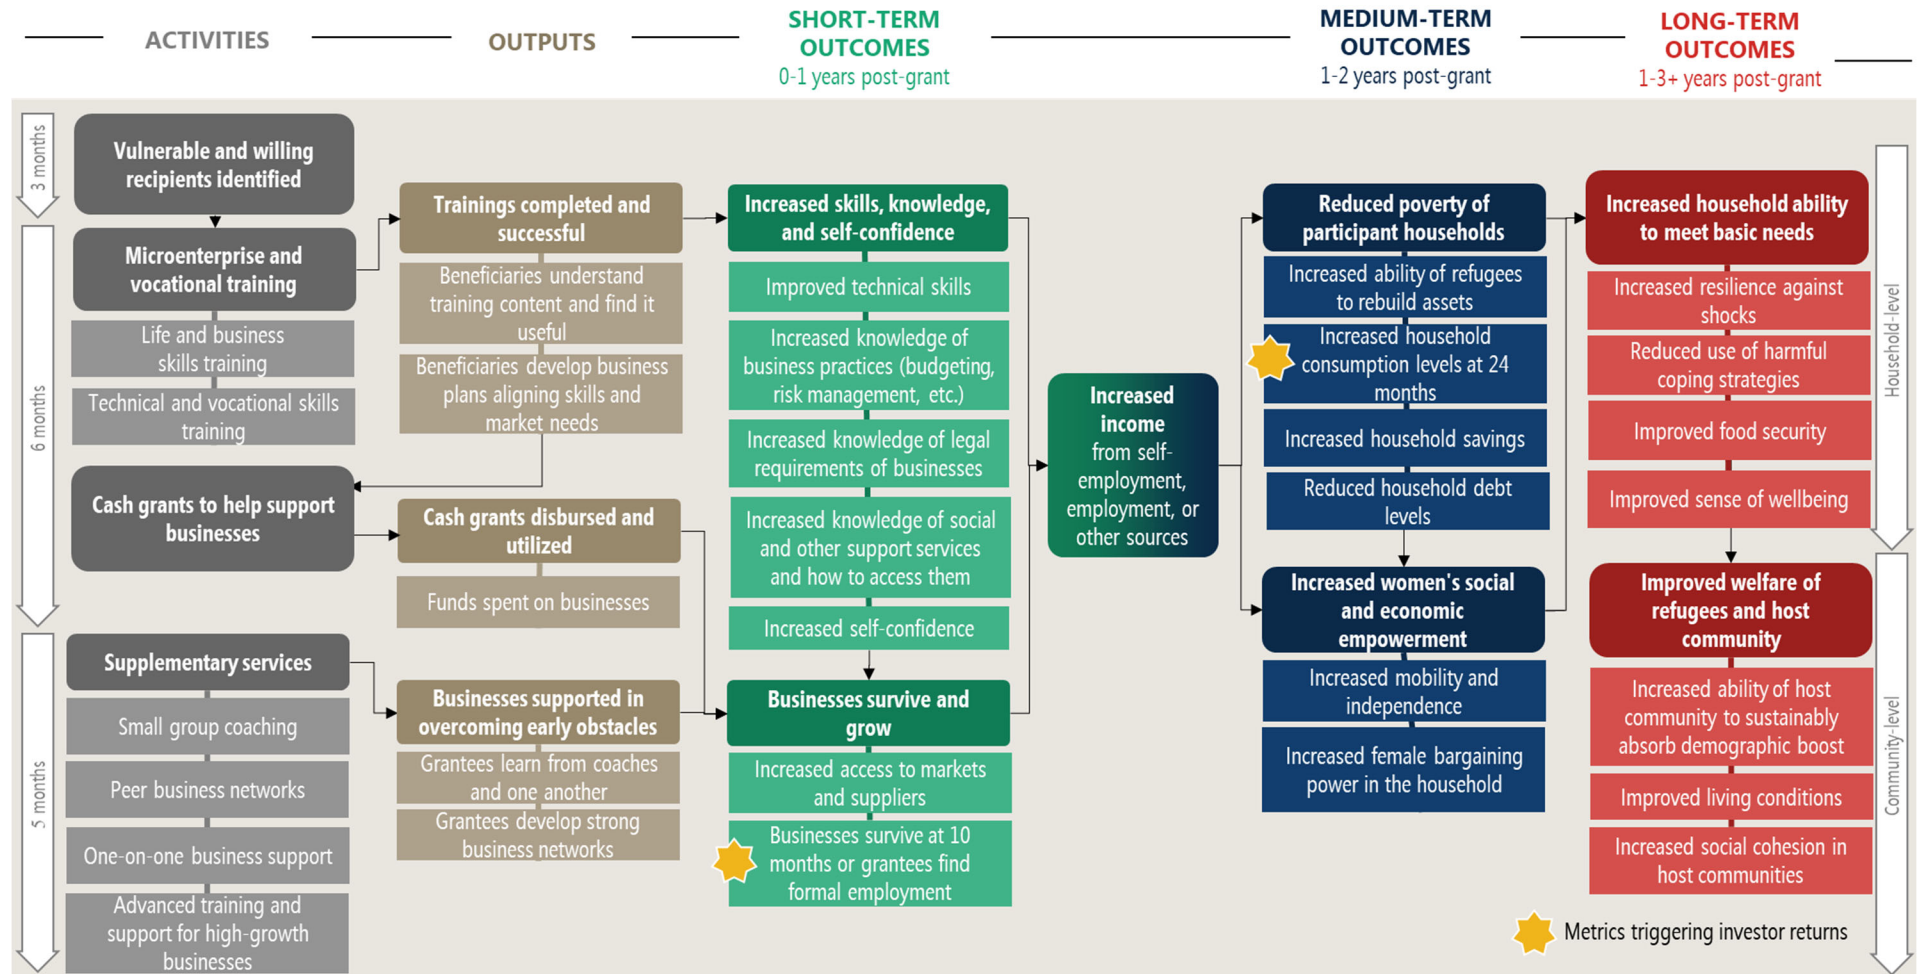 ACTIVITIES
OUTPUTS
SHORT-TERM
OUTCOMES
0-1 years post-grant
MEDIUM-TERM
OUTCOMES
1-2 years post-grant
LONG-TERM
OUTCOMES
1-3+ years post-grant
3 months
6 months
5 months
Vulnerable and willing
recipients identified
Microenterprise and
vocational training
Life and business
skills training
Technical and vocational skills
training
Cash grants to help support
businesses
Supplementary services
Small group coaching
Peer business networks
One-on-one business support
Advanced training and
support for high-growth
businesses
Trainings completed and
successful
Beneficiaries understand
training content and find it
useful
Beneficiaries develop business
plans aligning skills and
market needs
Cash grants disbursed and
utilized
Funds spent on businesses
Businesses supported in
overcoming early obstacles
Grantees learn from coaches
and one another
Grantees develop strong
business networks
Increased skills, knowledge,
and self-confidence
Improved technical skills
Increased knowledge of
business practices (budgeting,
risk management, etc.)
Increased knowledge of legal
requirements of businesses
Increased knowledge of social
and other support services
and how to access them
Increased self-confidence
Businesses survive and
grow
Increased access to markets
and suppliers
Businesses survive at 10
months or grantees find
formal employment
Increased
income
from self-
employment,
employment, or
other sources
Reduced poverty of
participant households
Increased ability of refugees
to rebuild assets
Increased household
consumption levels at 24
months
Increased household savings
Reduced household debt
levels
Increased women's social
and economic
empowerment
Increased mobility and
independence
Increased female bargaining
power in the household
Increased household ability
to meet basic needs
Increased resilience against
shocks
Reduced use of harmful
coping strategies
Improved food security
Improved sense of wellbeing
Improved welfare of
refugees and host
community
Increased ability of host
community to sustainably
absorb demographic boost
Improved living conditions
Increased social cohesion in
host communities
Household-level
Community-level
Metrics triggering investor returns